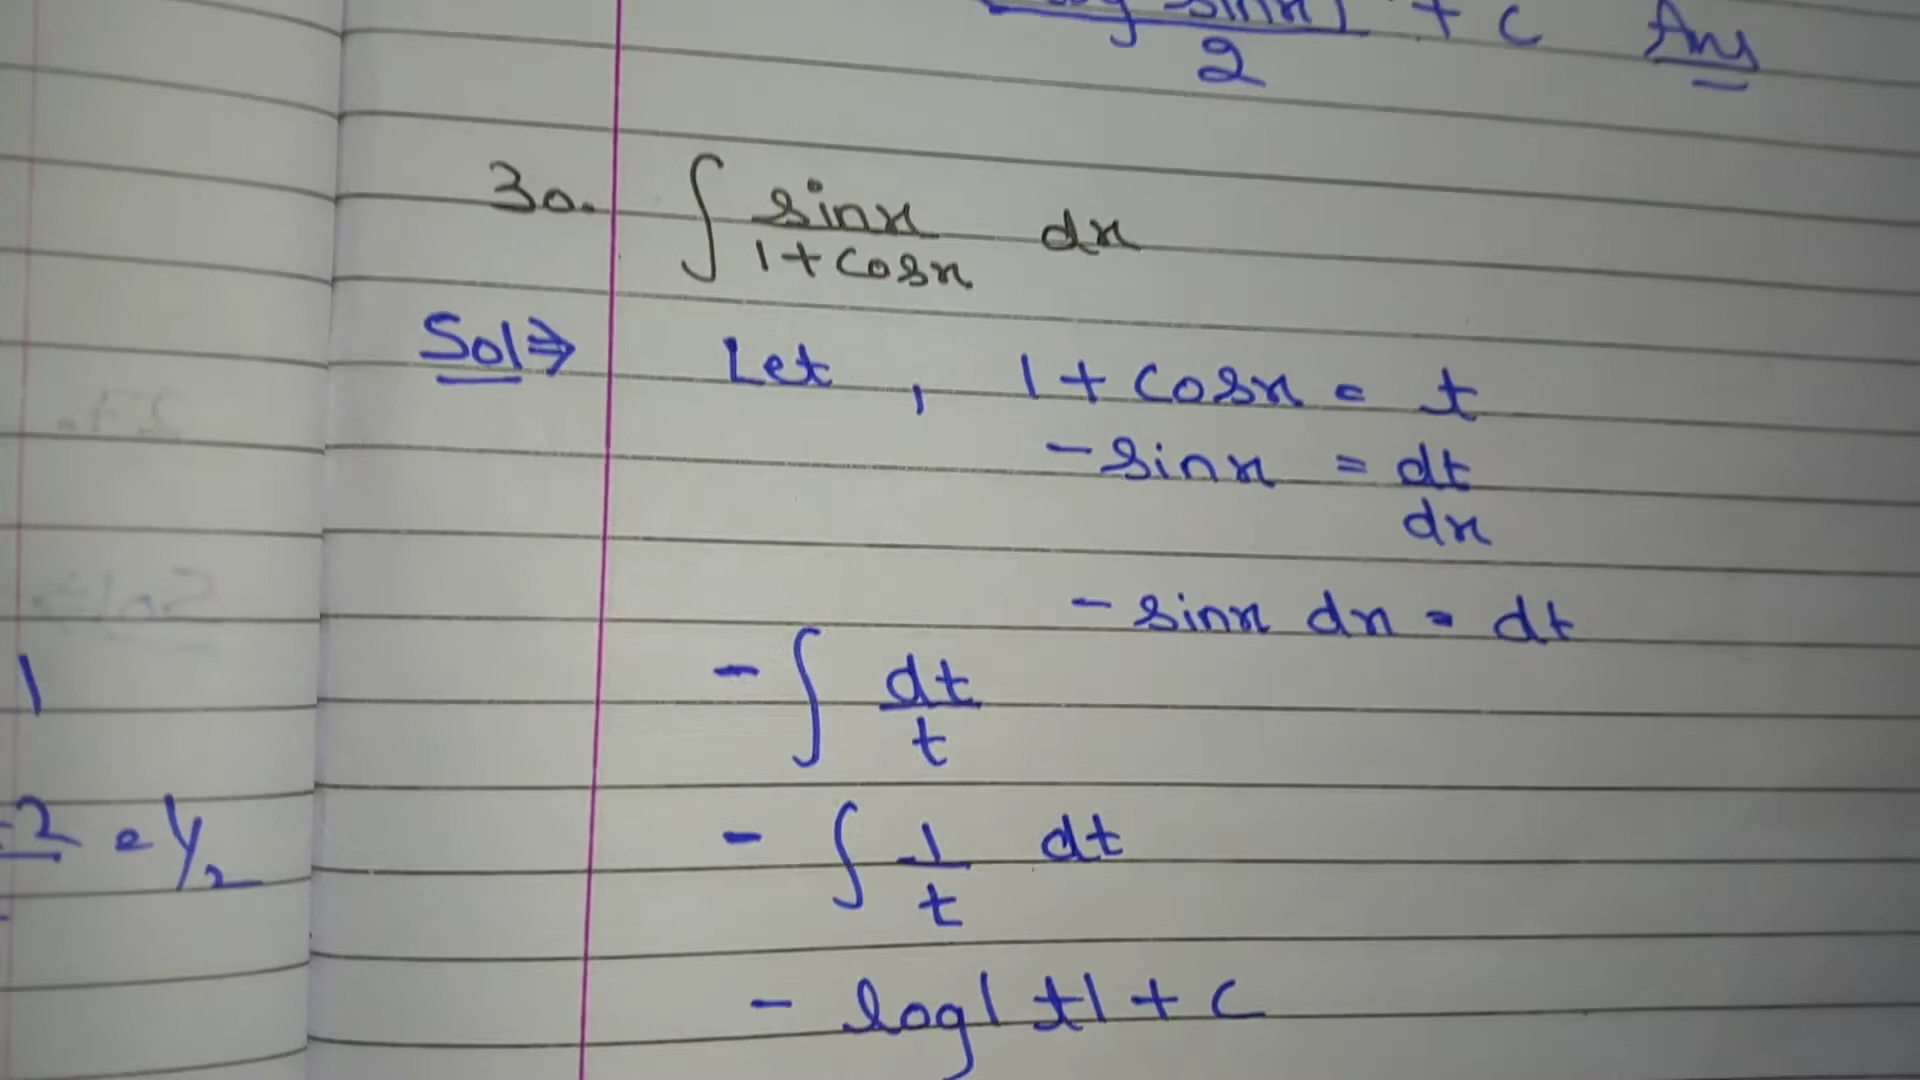 sinx| + c Ans
2
30. ∫ sinx/1+cosx dx
Sol⇒ Let , 1 + cosx = t
-sinx = dt/dx
-sinx dx = dt
- ∫ dt/t
1
- ∫ 1/t dt
2 = 1/2
- log|t| + c